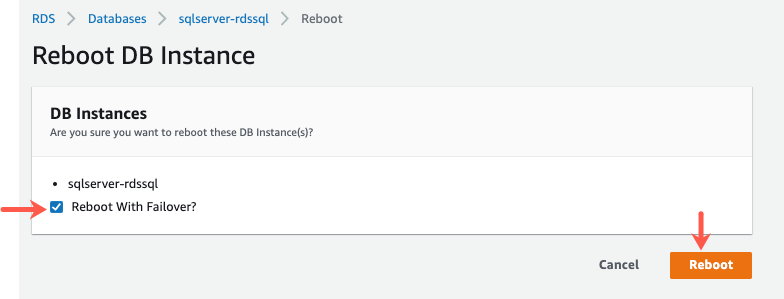 RDS > Databases > sqlserver-rdssql > Reboot
Reboot DB Instance
DB Instances
Are you sure you want to reboot these DB Instance(s)?
• sqlserver-rdssql
Reboot With Failover?
Cancel Reboot